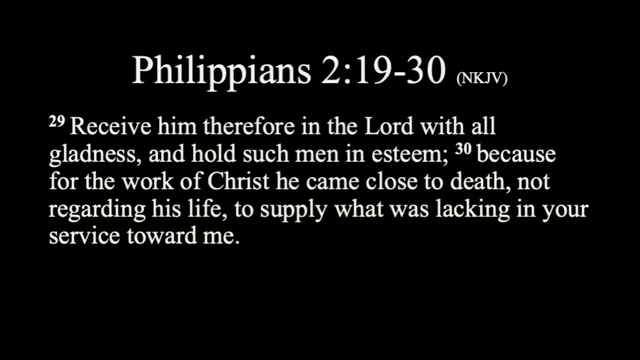 Philippians 2:19-30 (NKJV)
29 Receive him therefore in the Lord with all
gladness, and hold such men in esteem; 30 because
for the work of Christ he came close to death, not
regarding his life, to supply what was lacking in your
service toward me.